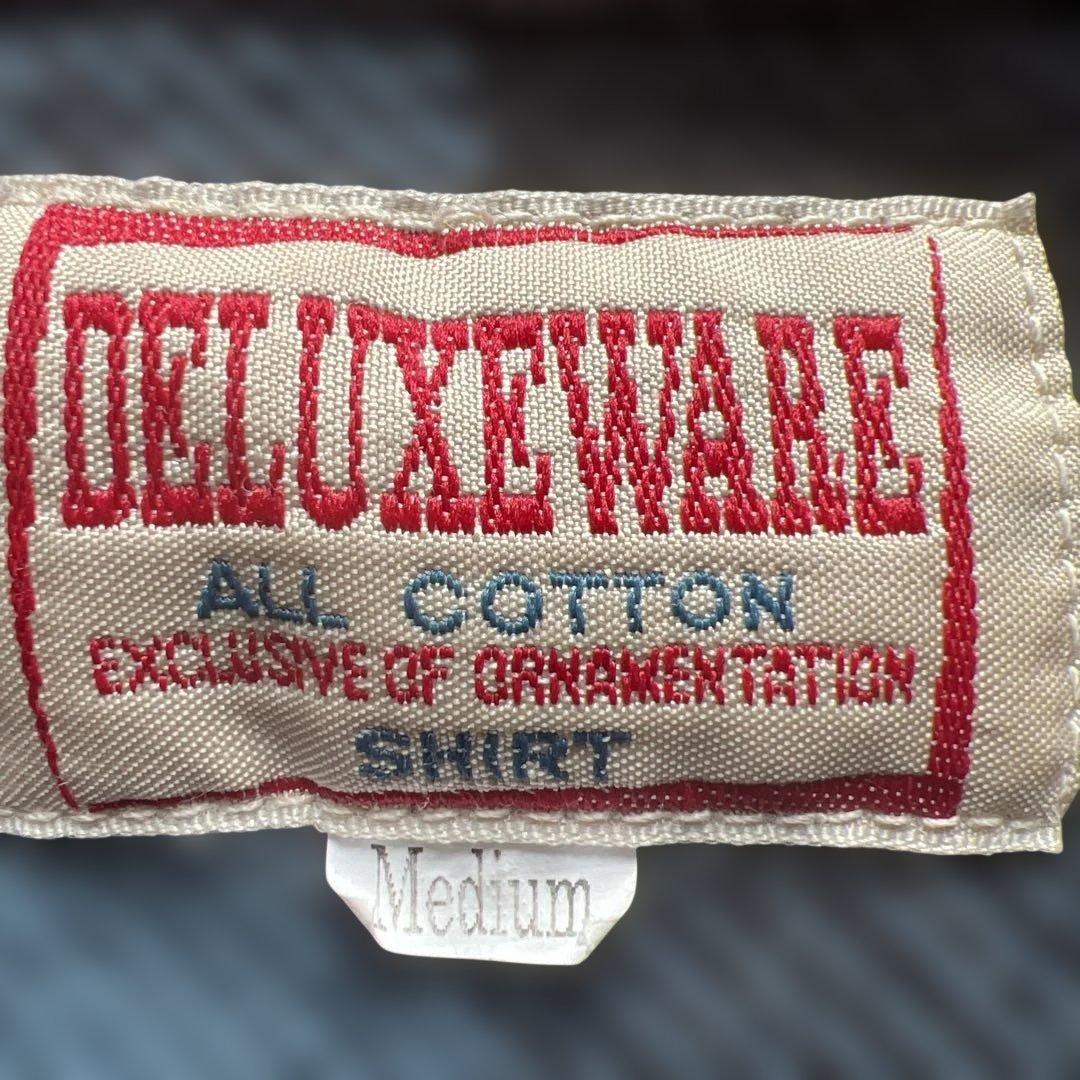 DELUXEWARE
ALL COTTON
EXCLUSIVE OF ORNAMENTATION
SHIRT
Medium